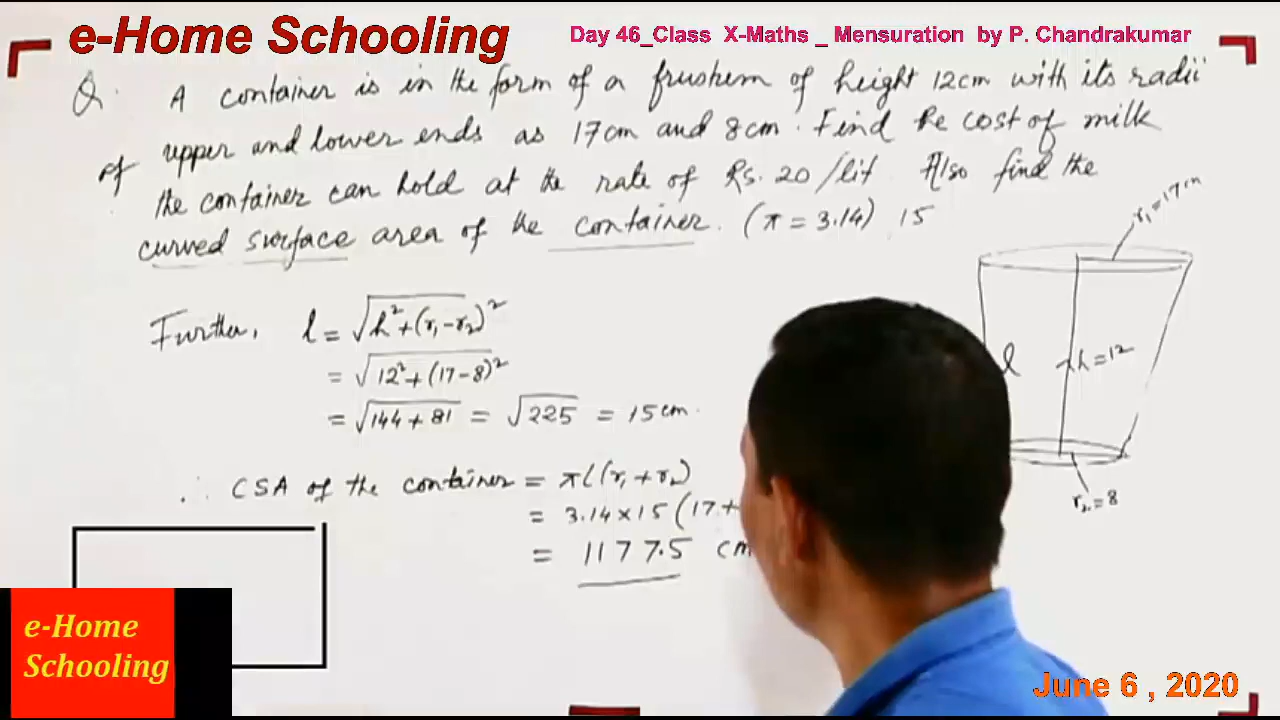 e-Home Schooling
Day 46_Class X-Maths _ Mensuration by P. Chandrakumar
Q. A container is in the form of a frustum of height 12cm with its radii
of upper and lower ends as 17cm and 8cm. Find the cost of milk
the container can hold at the rate of Rs. 20/lit. Also find the
curved surface area of the container. (π = 3.14) 15
r₁=17cm
Further, l = √h²+(r₁-r₂)²
= √12²+(17-8)²
= √144+81 = √225 = 15cm.
l
h=12
∴ CSA of the container = πl(r₁+r₂)
r₂=8
= 3.14×15(17+
= 1177.5 cm
e-Home
Schooling
June 6 , 2020